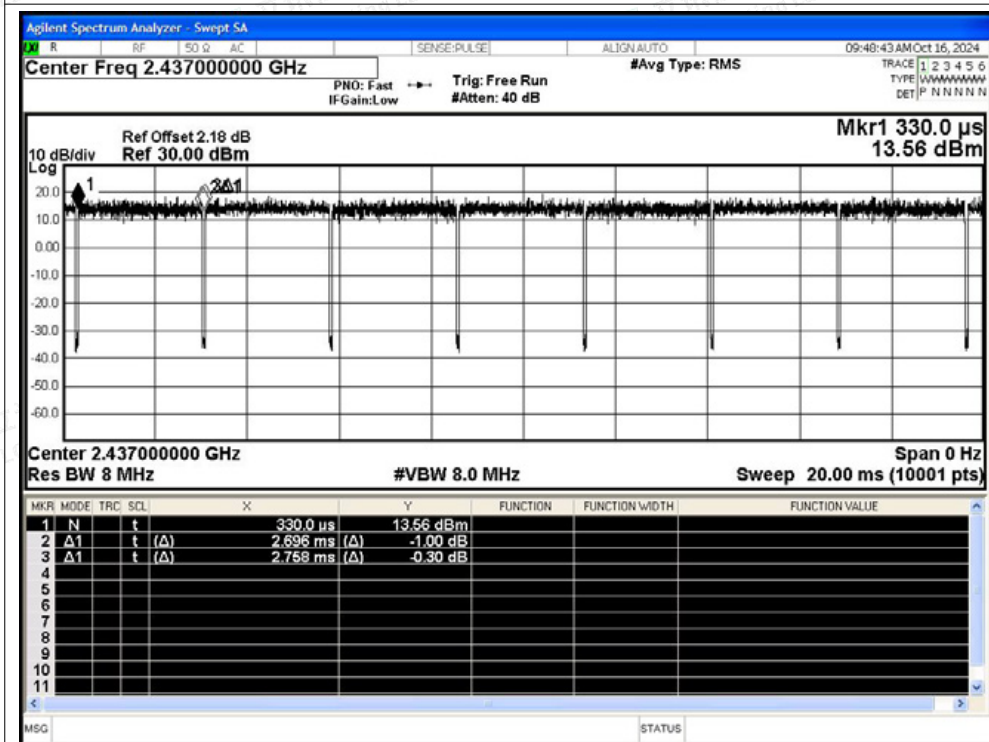 Agilent Spectrum Analyzer - Swept SA
LXI R RF 50 Ω AC SENSE:PULSE ALIGN AUTO 09:48:43 AM Oct 16, 2024
Center Freq 2.437000000 GHz #Avg Type: RMS TRACE 1 2 3 4 5 6
PNO: Fast Trig: Free Run TYPE WWWWWW
IFGain:Low #Atten: 40 dB DET P N N N N N
Mkr1 330.0 µs
Ref Offset 2.18 dB
10 dB/div Ref 30.00 dBm 13.56 dBm
Log
1 3Δ1
20.0
10.0
0.00
-10.0
-20.0
-30.0
-40.0
-50.0
-60.0
Center 2.437000000 GHz Span 0 Hz
Res BW 8 MHz #VBW 8.0 MHz Sweep 20.00 ms (10001 pts)
MKR MODE TRC SCL X Y FUNCTION FUNCTION WIDTH FUNCTION VALUE
1 N t 330.0 µs 13.56 dBm
2 Δ1 t (Δ) 2.696 ms (Δ) -1.00 dB
3 Δ1 t (Δ) 2.758 ms (Δ) -0.30 dB
4
5
6
7
8
9
10
11
MSG STATUS